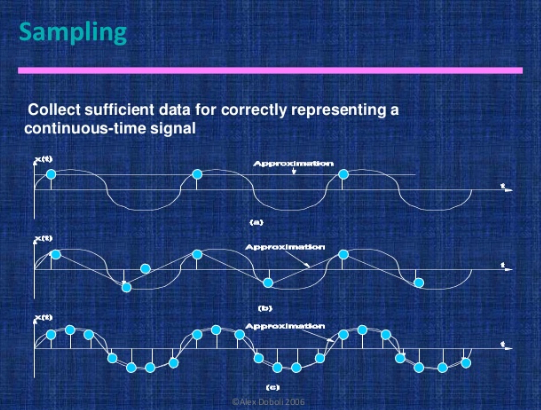 Sampling
Collect sufficient data for correctly representing a
continuous-time signal
x(t)
Approximation
t
(a)
x(t)
Approximation
t
(b)
x(t)
Approximation
t
(c)
©Alex Doboli 2006